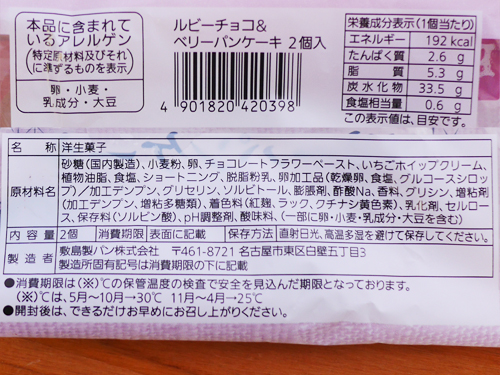 本品に含まれて
いるアレルゲン
(特定原材料及びそれ
に準ずるものを表示)
卵・小麦・
乳成分・大豆
ルビーチョコ&
ベリーパンケーキ 2個入
4901820420398
栄養成分表示(1個当たり)
エネルギー 192 kcal
たんぱく質 2.6 g
脂質 5.3 g
炭水化物 33.5 g
食塩相当量 0.6 g
この表示値は、目安です。
名称 洋生菓子
原材料名 砂糖(国内製造)、小麦粉、卵、チョコレートフラワーペースト、いちごホイップクリーム、
植物油脂、食塩、ショートニング、脱脂粉乳、卵加工品(乾燥卵、食塩、グルコースシロッ
プ)/加工デンプン、グリセリン、ソルビトール、膨脹剤、酢酸Na、香料、グリシン、増粘剤
(加工デンプン、増粘多糖類)、着色料(紅麹、ラック、クチナシ黄色素)、乳化剤、セルロー
ス、保存料(ソルビン酸)、pH調整剤、酸味料、(一部に卵・小麦・乳成分・大豆を含む)
内容量 2個 消費期限 表面に記載 保存方法 直射日光、高温多湿を避けて保存してください。
製造者 敷島製パン株式会社 〒461-8721 名古屋市東区白壁五丁目3
製造所固有記号は消費期限の下に記載
●消費期限は(※)での保管温度の検査で安全を見込んだ期限となっております。
(※)ては、5月〜10月→30℃ 11月〜4月→25℃
●開封後は、できるだけお早めにお召し上がりください。